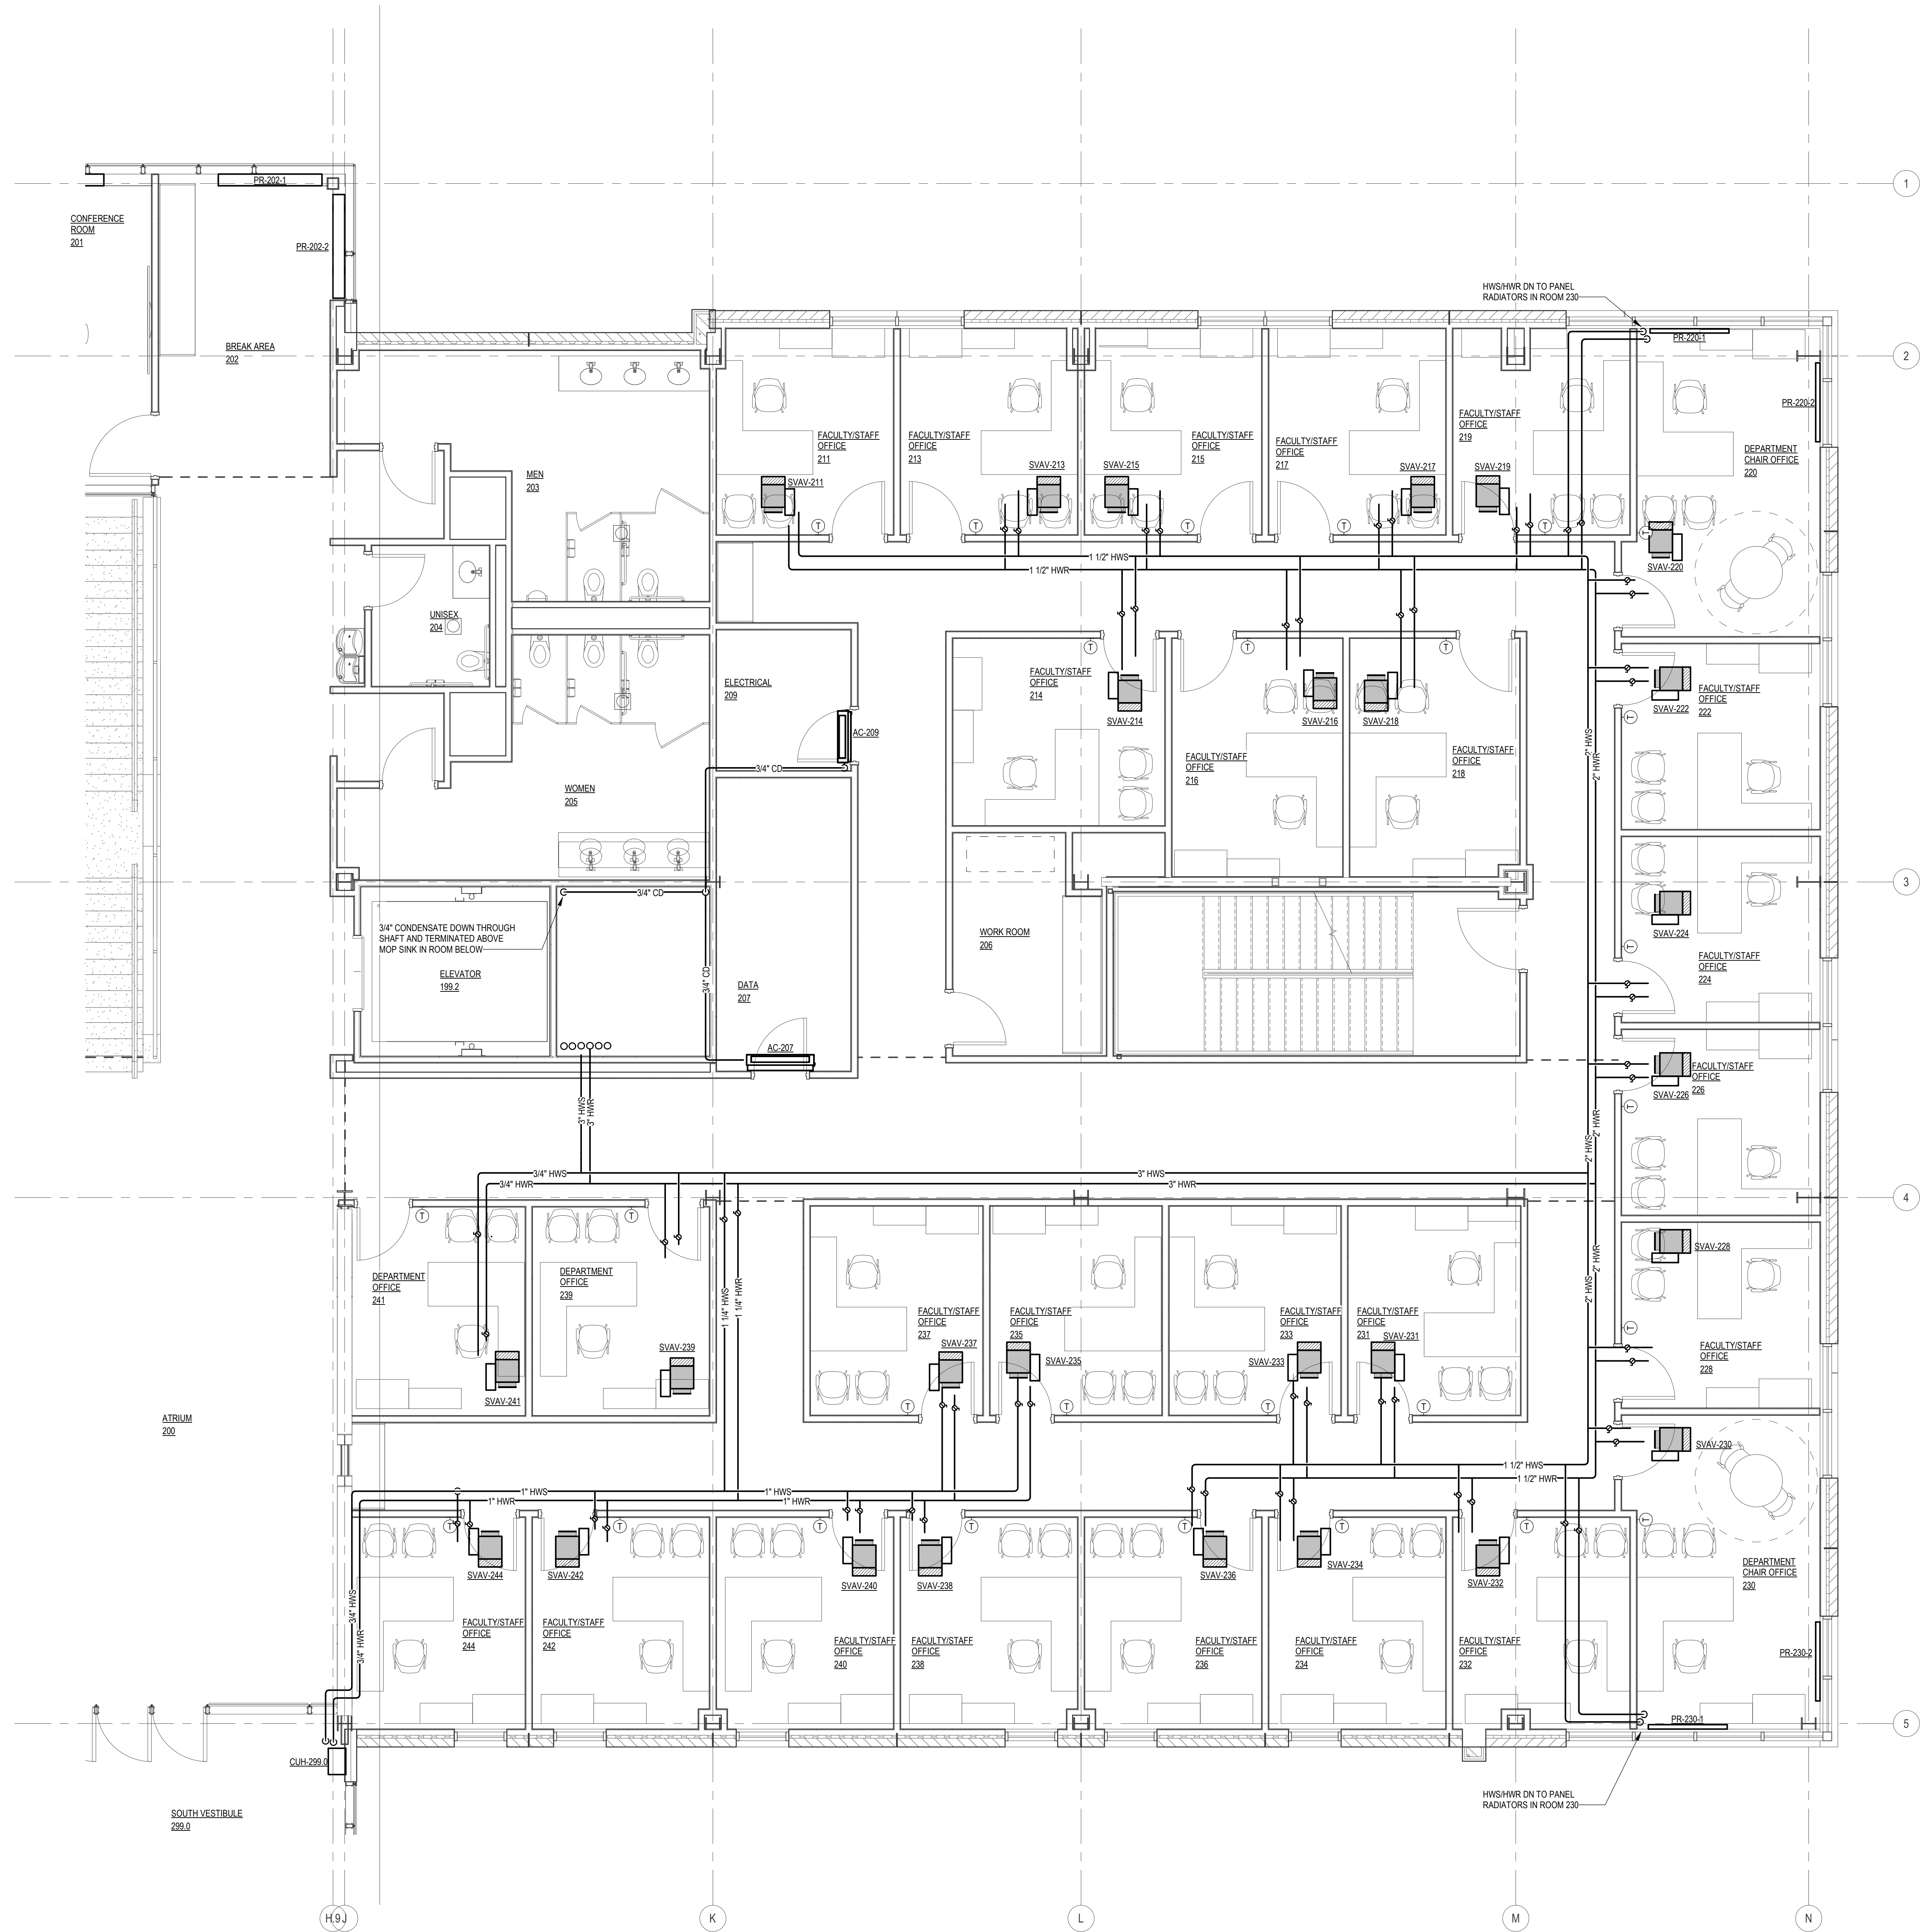 1
PR-202-1
CONFERENCE
ROOM
201
PR-202-2
HWS/HWR DN TO PANEL
RADIATORS IN ROOM 230
PR-220-1
BREAK AREA
202
2
PR-220-2
FACULTY/STAFF
OFFICE
211
FACULTY/STAFF
OFFICE
213
FACULTY/STAFF
OFFICE
215
FACULTY/STAFF
OFFICE
217
FACULTY/STAFF
OFFICE
219
DEPARTMENT
CHAIR OFFICE
220
MEN
203
SVAV-211
SVAV-213
SVAV-215
SVAV-217
SVAV-219
T
T
T
T
T
T
SVAV-220
1 1/2" HWS
1 1/2" HWR
UNISEX
204
T
T
T
ELECTRICAL
209
FACULTY/STAFF
OFFICE
214
SVAV-214
SVAV-216
SVAV-218
SVAV-222
FACULTY/STAFF
OFFICE
222
T
AC-209
2" HWS
2" HWR
FACULTY/STAFF
OFFICE
216
FACULTY/STAFF
OFFICE
218
3/4" CD
WOMEN
205
3
3/4" CD
3/4" CONDENSATE DOWN THROUGH
SHAFT AND TERMINATED ABOVE
MOP SINK IN ROOM BELOW
WORK ROOM
206
SVAV-224
T
FACULTY/STAFF
OFFICE
224
ELEVATOR
199.2
3/4" CD
DATA
207
AC-207
FACULTY/STAFF
OFFICE
226
SVAV-226
T
3" HWS
3" HWR
2" HWS
2" HWR
3/4" HWS
3/4" HWR
3" HWS
3" HWR
4
T
T
SVAV-228
DEPARTMENT
OFFICE
241
DEPARTMENT
OFFICE
239
1 1/4" HWS
1 1/4" HWR
2" HWS
2" HWR
FACULTY/STAFF
OFFICE
237
FACULTY/STAFF
OFFICE
235
FACULTY/STAFF
OFFICE
233
FACULTY/STAFF
OFFICE
231
T
FACULTY/STAFF
OFFICE
228
SVAV-237
SVAV-235
SVAV-233
SVAV-231
SVAV-239
SVAV-241
T
T
T
T
ATRIUM
200
SVAV-230
1 1/2" HWS
1 1/2" HWR
1" HWS
1" HWR
1" HWS
1" HWR
T
T
T
T
T
T
T
T
SVAV-244
SVAV-242
SVAV-240
SVAV-238
SVAV-236
SVAV-234
SVAV-232
DEPARTMENT
CHAIR OFFICE
230
3/4" HWS
3/4" HWR
FACULTY/STAFF
OFFICE
244
FACULTY/STAFF
OFFICE
242
FACULTY/STAFF
OFFICE
240
FACULTY/STAFF
OFFICE
238
FACULTY/STAFF
OFFICE
236
FACULTY/STAFF
OFFICE
234
FACULTY/STAFF
OFFICE
232
PR-230-2
PR-230-1
5
CUH-299.0
HWS/HWR DN TO PANEL
RADIATORS IN ROOM 230
SOUTH VESTIBULE
299.0
H.9
J
K
L
M
N